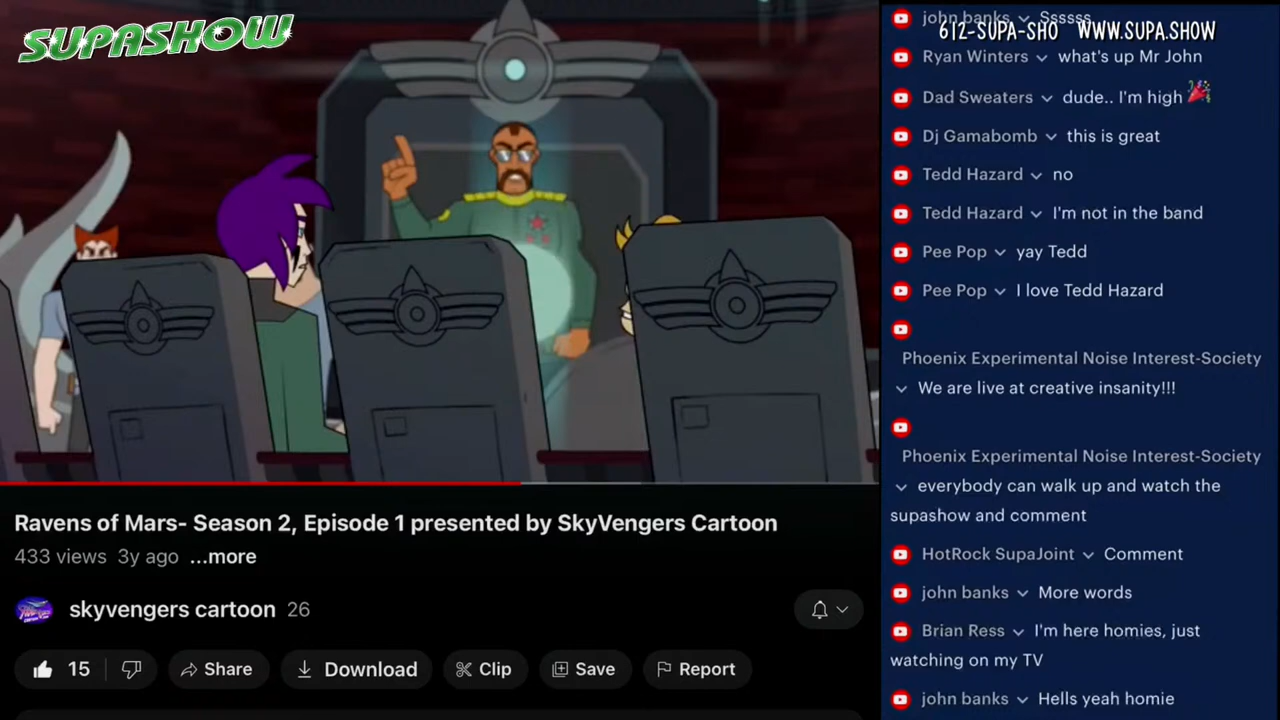 SUPASHOW
612-SUPA-SHO WWW.SUPA.SHOW
john banks Sssss
Ryan Winters what's up Mr John
Dad Sweaters dude.. I'm high 🎉
Dj Gamabomb this is great
Tedd Hazard no
Tedd Hazard I'm not in the band
Pee Pop yay Tedd
Pee Pop I love Tedd Hazard
Phoenix Experimental Noise Interest-Society
We are live at creative insanity!!!
Phoenix Experimental Noise Interest-Society
everybody can walk up and watch the
supashow and comment
HotRock SupaJoint Comment
john banks More words
Brian Ress I'm here homies, just
watching on my TV
john banks Hells yeah homie
Ravens of Mars- Season 2, Episode 1 presented by SkyVengers Cartoon
433 views 3y ago ...more
skyvengers cartoon 26
15 Share Download Clip Save Report